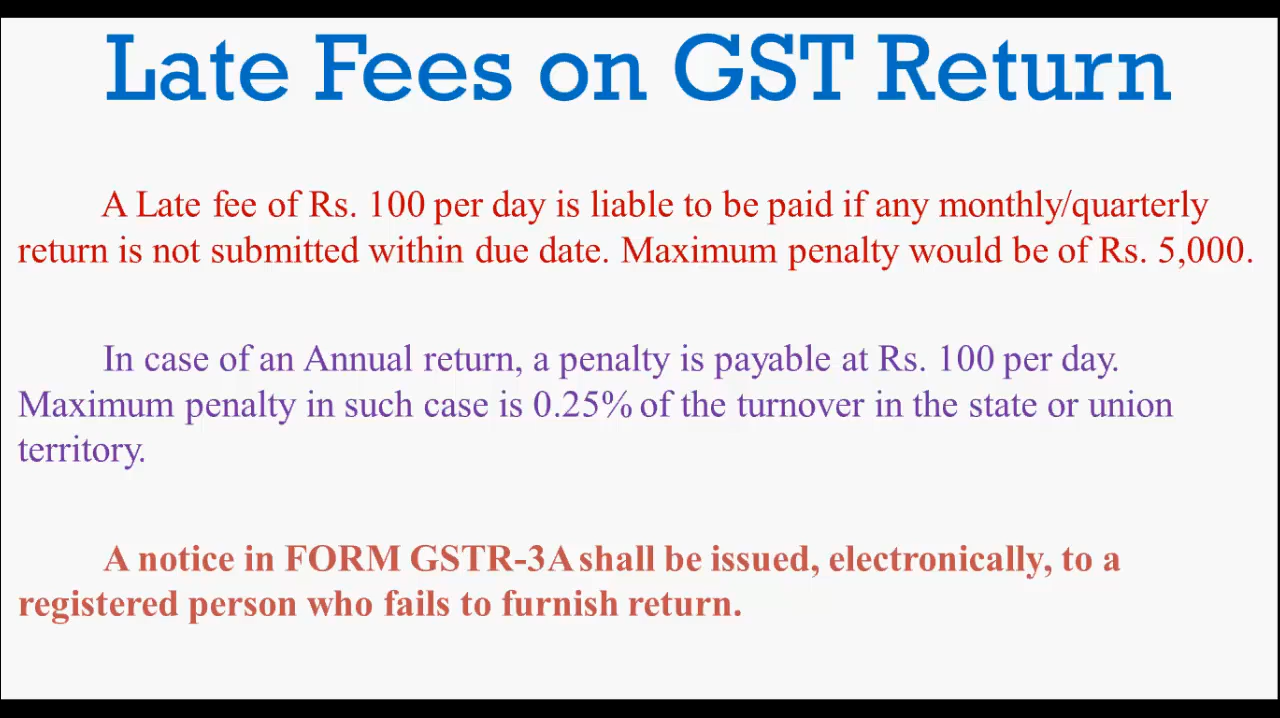 Late Fees on GST Return
A Late fee of Rs. 100 per day is liable to be paid if any monthly/quarterly
return is not submitted within due date. Maximum penalty would be of Rs. 5,000.
In case of an Annual return, a penalty is payable at Rs. 100 per day.
Maximum penalty in such case is 0.25% of the turnover in the state or union
territory.
A notice in FORM GSTR-3A shall be issued, electronically, to a
registered person who fails to furnish return.